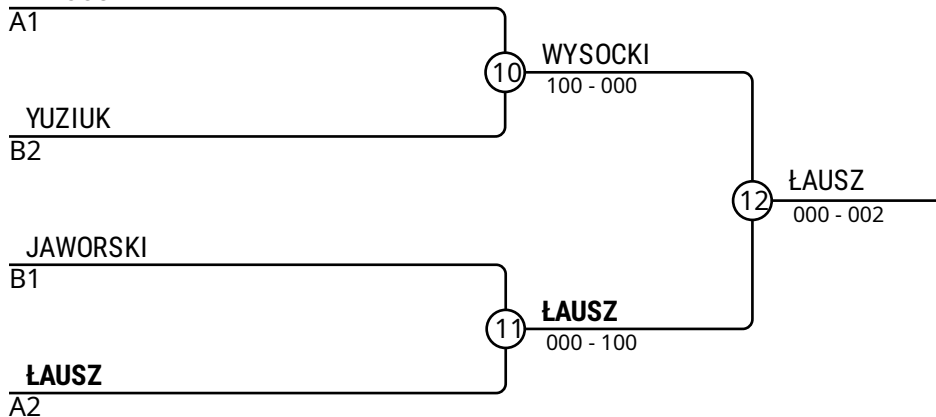 A1
10
WYSOCKI
100 - 000
YUZIUK
B2
12
ŁAUSZ
000 - 002
JAWORSKI
B1
11
ŁAUSZ
000 - 100
ŁAUSZ
A2